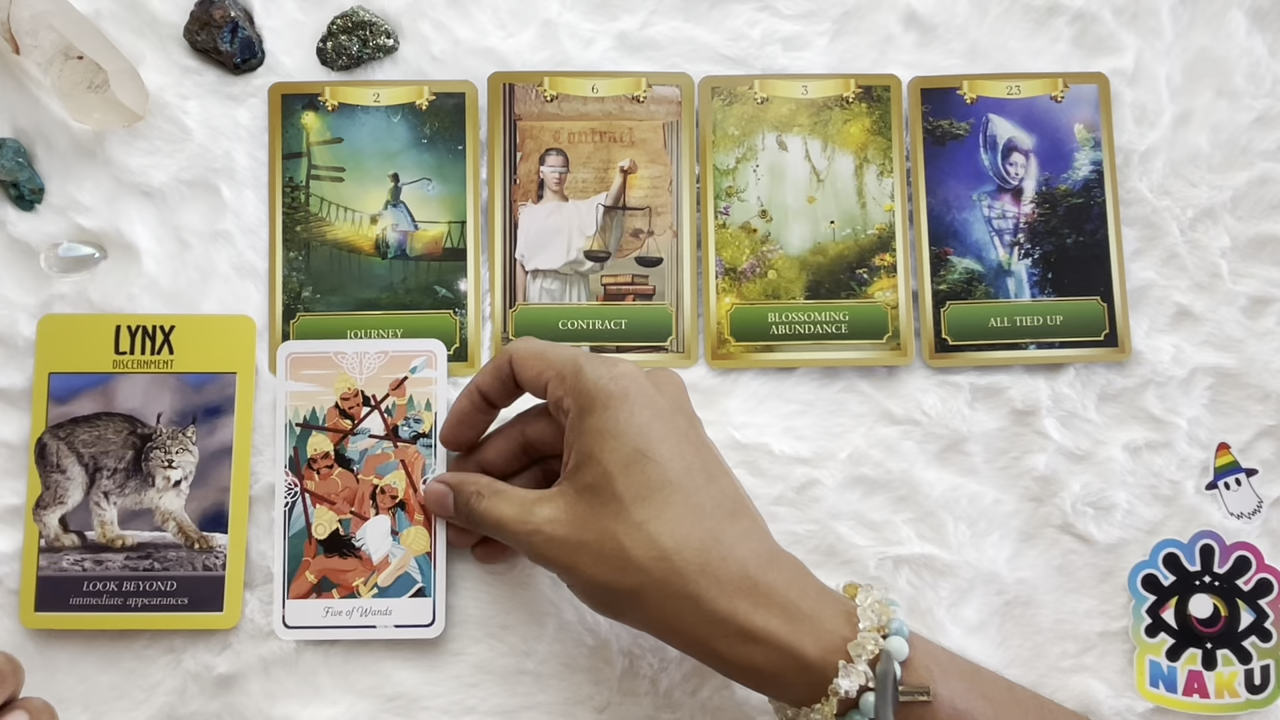 2
6
3
23
Contract
JOURNEY
CONTRACT
BLOSSOMING
ABUNDANCE
ALL TIED UP
LYNX
DISCERNMENT
LOOK BEYOND
immediate appearances
Five of Wands
NAKU